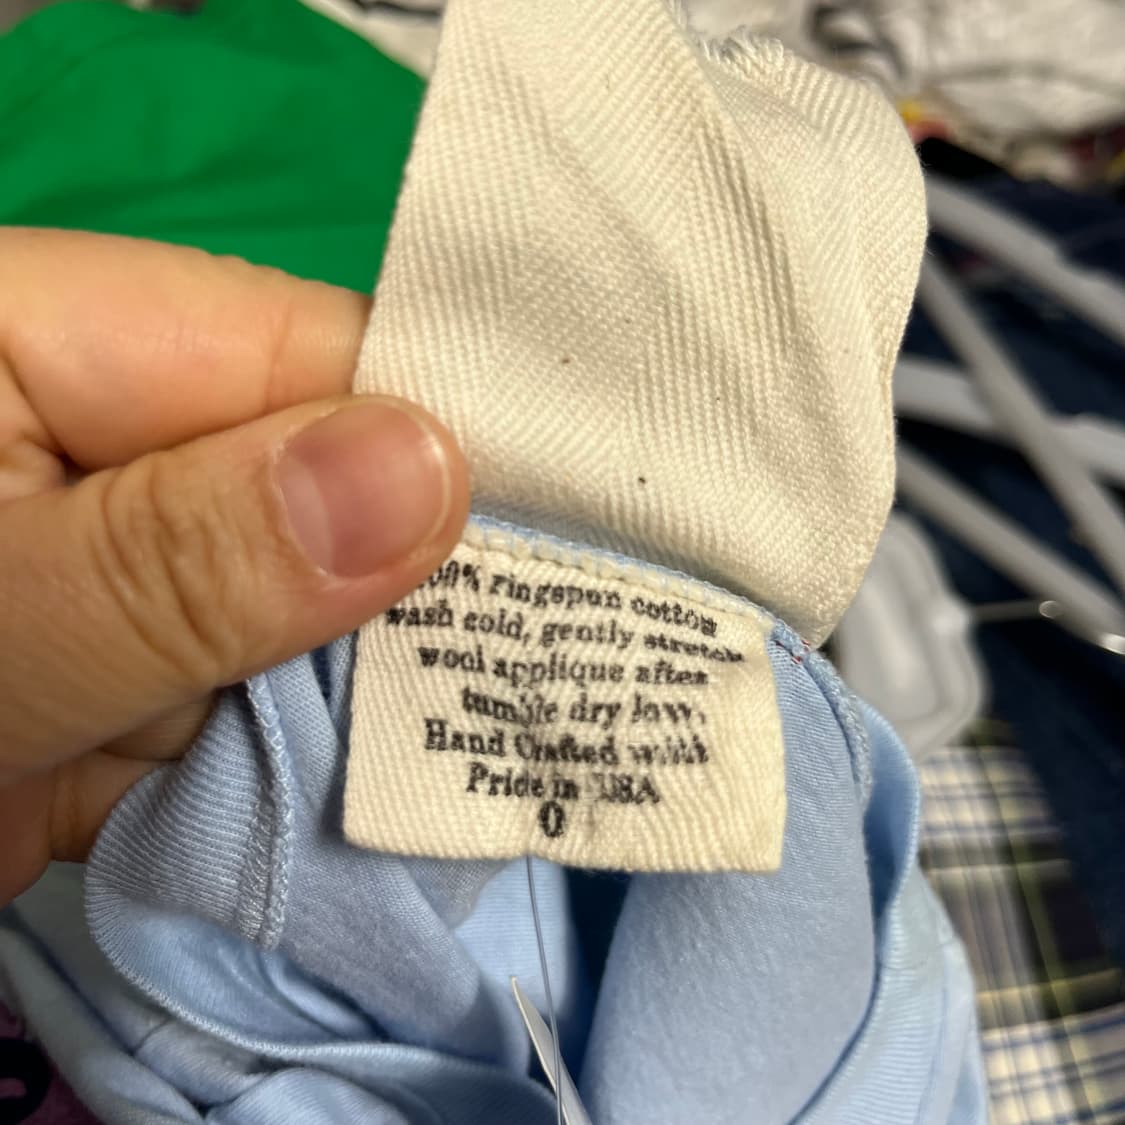 100% ringspun cotton
wash cold, gently stretch
wool applique after
tumble dry low.
Hand Crafted with
Pride in USA
0